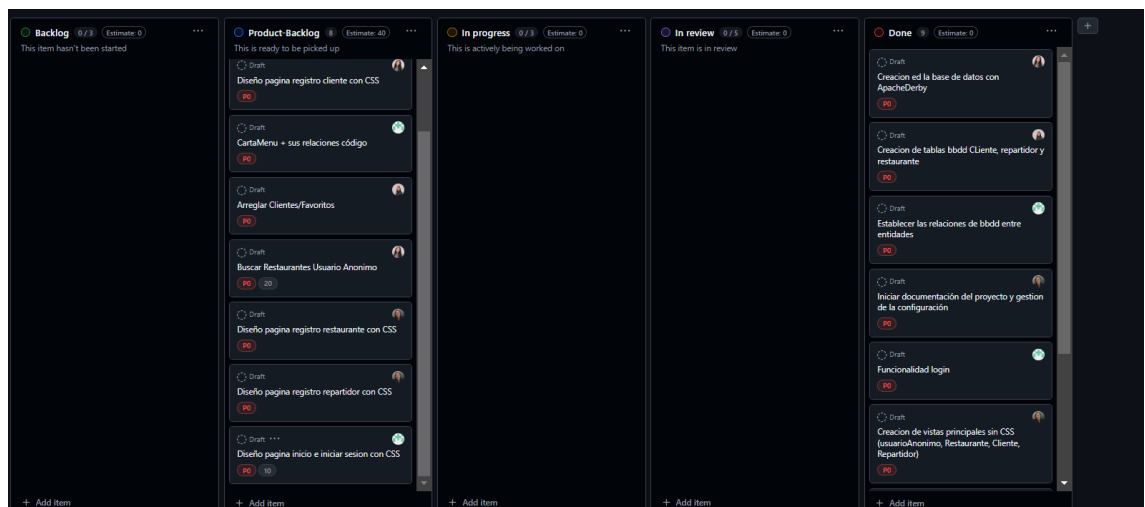 Backlog 0 / 3 Estimate: 0 ...
This item hasn't been started
+ Add item
Product-Backlog 8 Estimate: 40 ...
This is ready to be picked up
Draft
Diseño pagina registro cliente con CSS
P0
Draft
CartaMenu + sus relaciones código
P0
Draft
Arreglar Clientes/Favoritos
P0
Draft
Buscar Restaurantes Usuario Anonimo
P0 20
Draft
Diseño pagina registro restaurante con CSS
P0
Draft
Diseño pagina registro repartidor con CSS
P0
Draft ...
Diseño pagina inicio e iniciar sesion con CSS
P0 10
+ Add item
In progress 0 / 3 Estimate: 0 ...
This is actively being worked on
+ Add item
In review 0 / 5 Estimate: 0 ...
This item is in review
+ Add item
Done 9 Estimate: 0 ...
Draft
Creacion ed la base de datos con
ApacheDerby
P0
Draft
Creacion de tablas bbdd CLiente, repartidor y
restaurante
P0
Draft
Establecer las relaciones de bbdd entre
entidades
P0
Draft
Iniciar documentación del proyecto y gestion
de la configuración
P0
Draft
Funcionalidad login
P0
Draft
Creacion de vistas principales sin CSS
(usuarioAnonimo, Restaurante, Cliente,
Repartidor)
P0
+ Add item
+